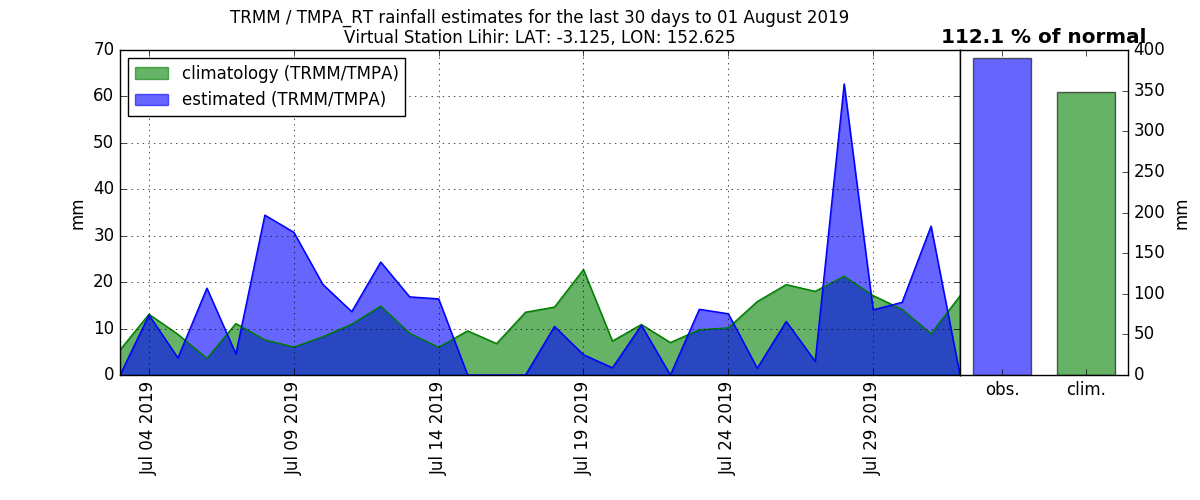 TRMM / TMPA_RT rainfall estimates for the last 30 days to 01 August 2019
Virtual Station Lihir: LAT: -3.125, LON: 152.625
112.1 % of normal
climatology (TRMM/TMPA)
estimated (TRMM/TMPA)
mm
70
60
50
40
30
20
10
0
Jul 04 2019
Jul 09 2019
Jul 14 2019
Jul 19 2019
Jul 24 2019
Jul 29 2019
obs.
clim.
400
350
300
250
200
150
100
50
0
mm